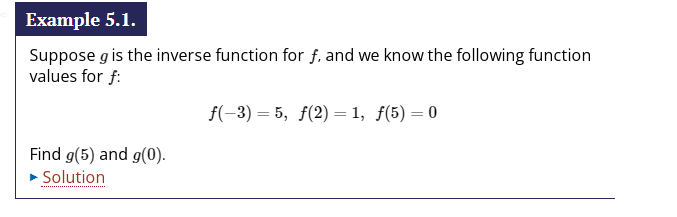 Example 5.1.
Suppose g is the inverse function for f, and we know the following function
values for f:
f(−3) = 5, f(2) = 1, f(5) = 0
Find g(5) and g(0).
▸ Solution